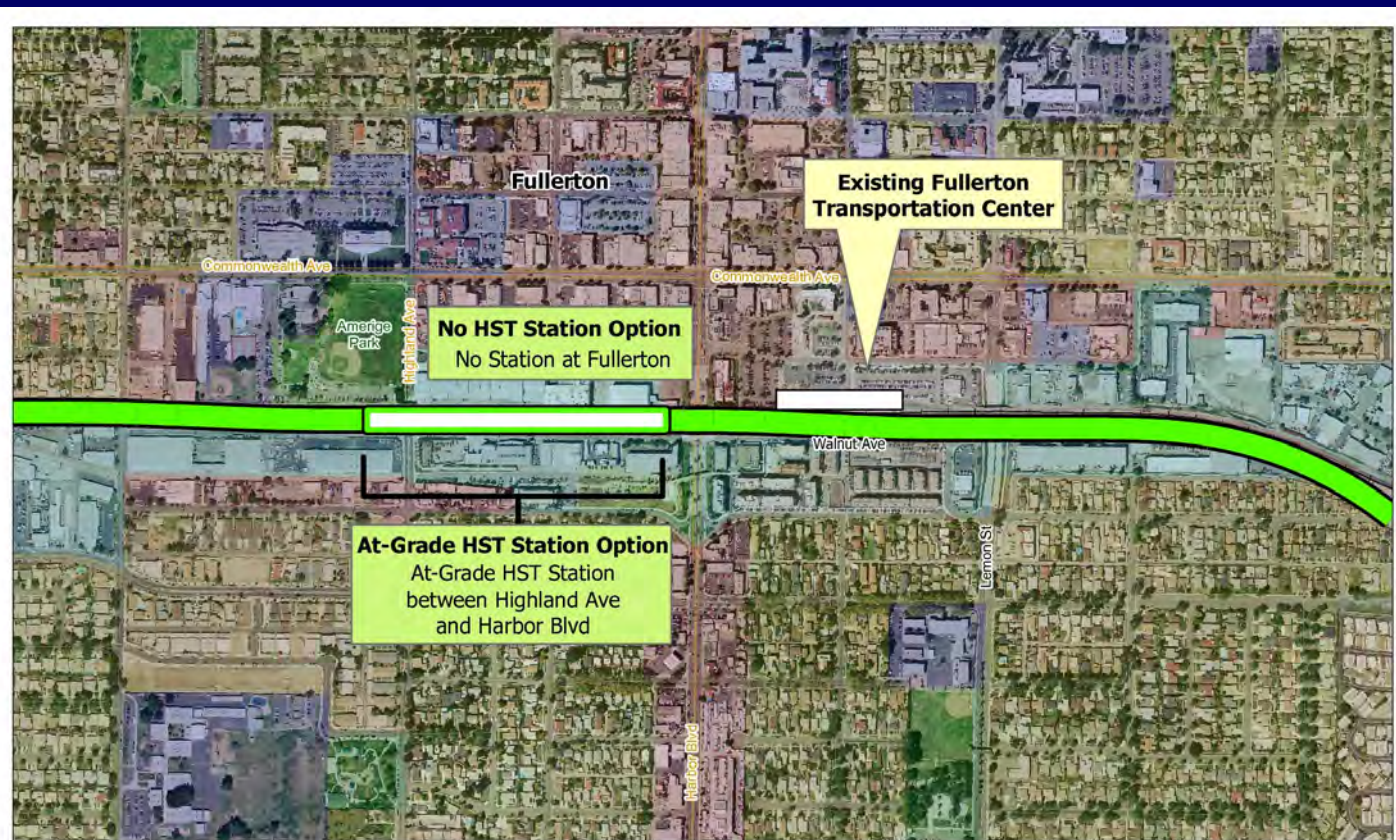 Fullerton
Existing Fullerton
Transportation Center
Commonwealth Ave
Commonwealth Ave
Amerige
Park
Highland Ave
No HST Station Option
No Station at Fullerton
Walnut Ave
At-Grade HST Station Option
At-Grade HST Station
between Highland Ave
and Harbor Blvd
Lemon St
Harbor Blvd